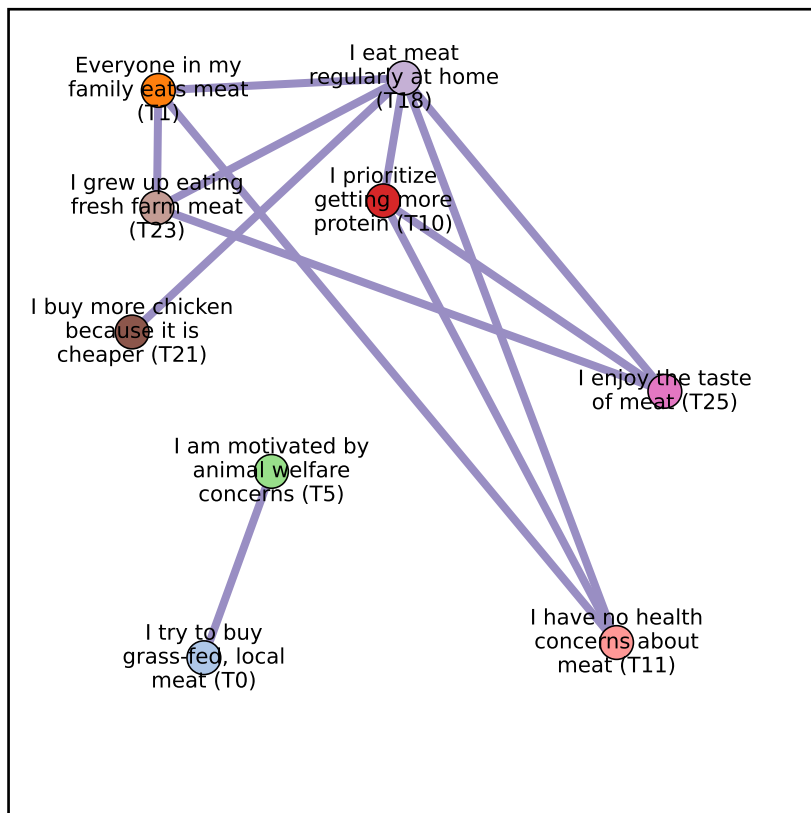 Everyone in my
family eats meat
(T1)
I eat meat
regularly at home
(T18)
I grew up eating
fresh farm meat
(T23)
I prioritize
getting more
protein (T10)
I buy more chicken
because it is
cheaper (T21)
I enjoy the taste
of meat (T25)
I am motivated by
animal welfare
concerns (T5)
I try to buy
grass-fed, local
meat (T0)
I have no health
concerns about
meat (T11)